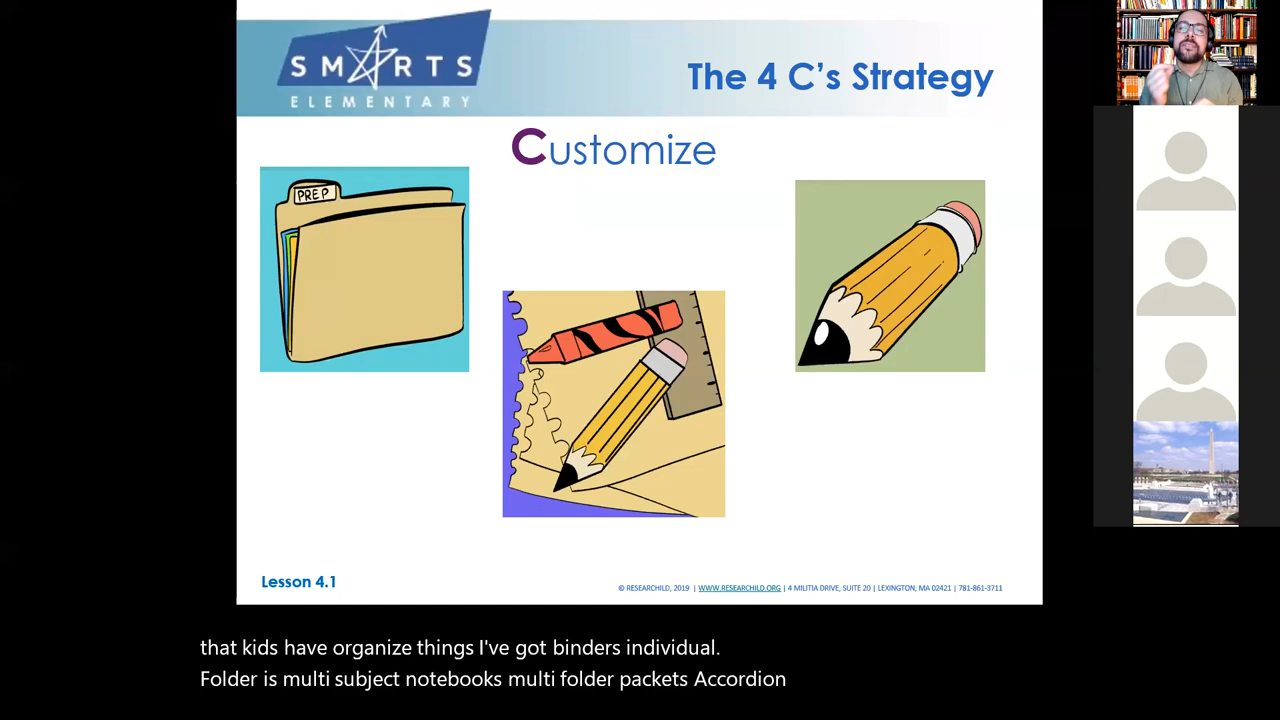 SMARTS
ELEMENTARY
The 4 C's Strategy
Customize
PREP
Lesson 4.1
© RESEARCHILD, 2019 | WWW.RESEARCHILD.ORG | 4 MILITIA DRIVE, SUITE 20 | LEXINGTON, MA 02421 | 781-861-3711
that kids have organize things I've got binders individual.
Folder is multi subject notebooks multi folder packets Accordion